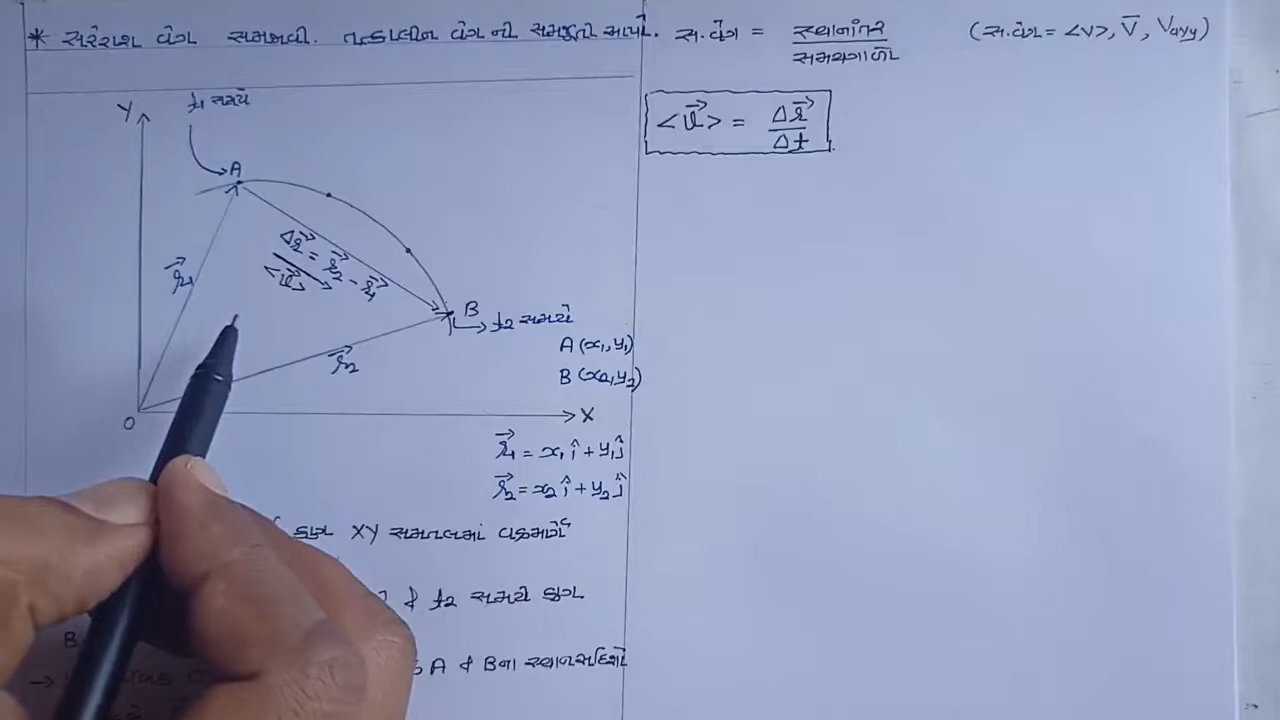 * સરેરાશ વેગ સમજાવી. તત્કાલીન વેગ ની સમજુતી આપો.
સ.વેગ = સ્થાનાંતર / સમયગાળો
(સ.વેગ = <v>, V̄, Vavg)
<v⃗> = Δr⃗ / Δt
Y
t1 સમયે
A
Δr⃗ = r⃗2 - r⃗1
<v⃗>
r⃗1
B
t2 સમયે
r⃗2
A (x1, y1)
B (x2, y2)
O
X
r⃗1 = x1 î + y1 ĵ
r⃗2 = x2 î + y2 ĵ
કણ XY સમતલમાં વક્રમાર્ગે
t2 સમયે કણ
B
A ને Bના સ્થાનસદિશો